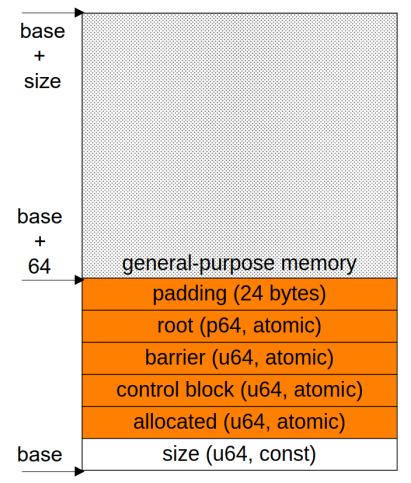 base
+
size
base
+
64
general-purpose memory
padding (24 bytes)
root (p64, atomic)
barrier (u64, atomic)
control block (u64, atomic)
allocated (u64, atomic)
base
size (u64, const)